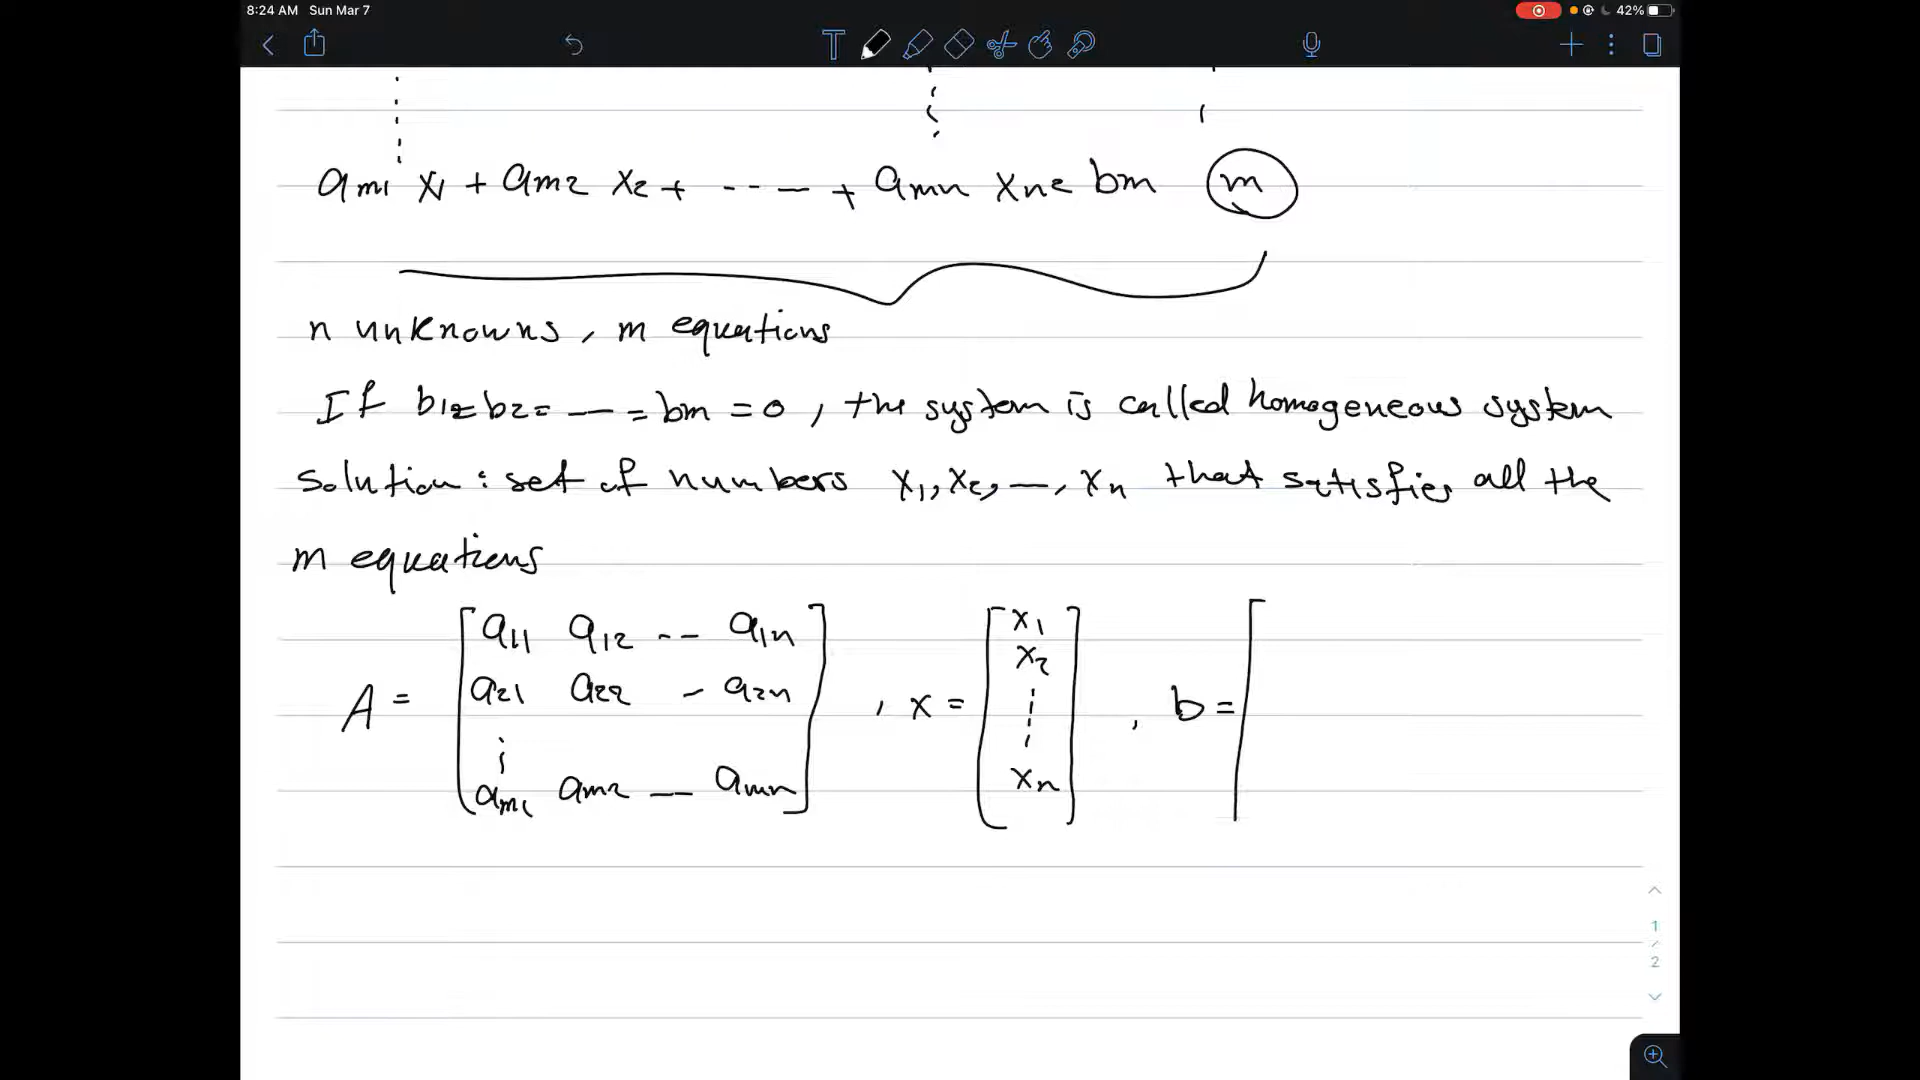 8:24 AM Sun Mar 7
42%
am1 x1 + am2 x2 + ---- + amn xn = bm (m)
n unknowns, m equations
If b1=b2= — = bm = 0, the system is called homogeneous system
solution: set of numbers x1, x2, —, xn that satisfies all the
m equations
A = [a11 a12 -- a1n
a21 a22 - a2n
⋮
am1 am2 — amn]
, x = [x1
x2
⋮
xn]
, b = [
1
/
2